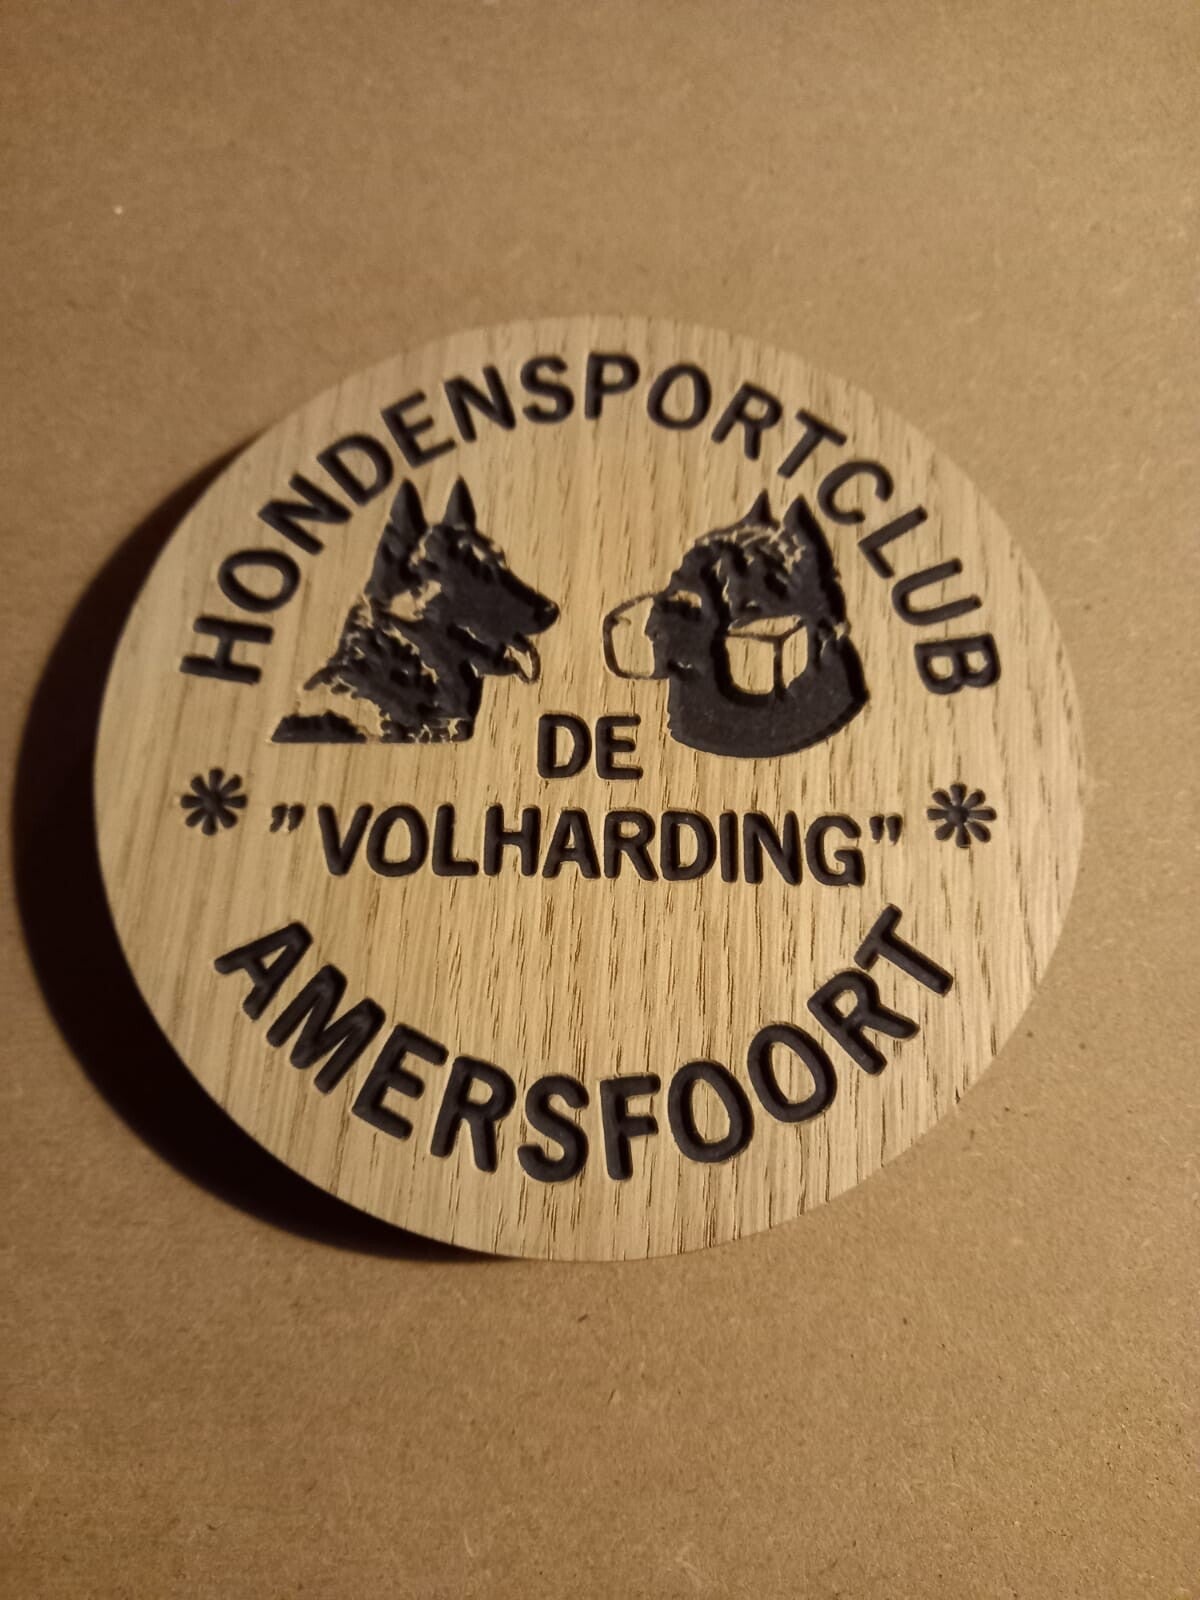 HONDENSPORTCLUB
DE
* "VOLHARDING" *
AMERSFOORT